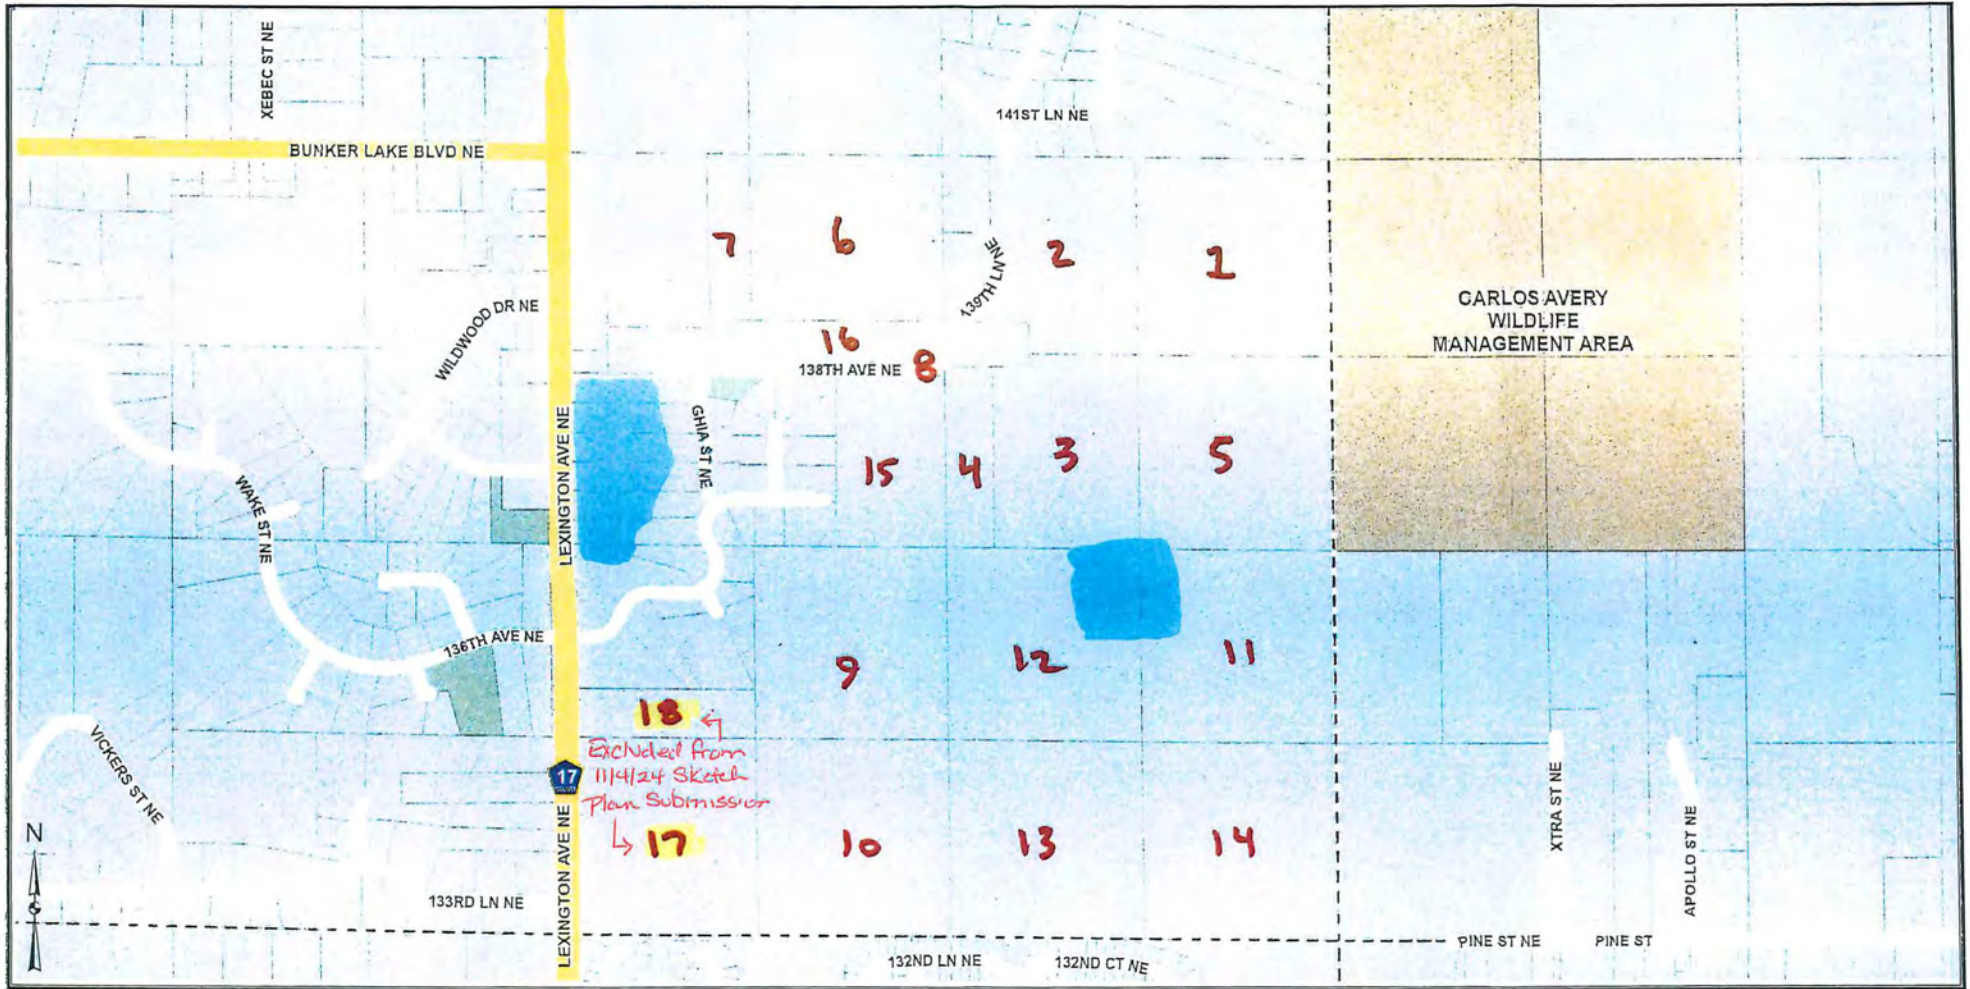 XEBEC ST NE
141ST LN NE
BUNKER LAKE BLVD NE
7
6
2
1
139TH LN NE
CARLOS AVERY
WILDLIFE
MANAGEMENT AREA
WILDWOOD DR NE
16
138TH AVE NE
8
LEXINGTON AVE NE
GHIA ST NE
15
4
3
5
WAKE ST NE
136TH AVE NE
9
12
11
18
Excluded from
11/4/24 Sketch
Plan Submission
17
VICKERS ST NE
17
10
13
14
XTRA ST NE
APOLLO ST NE
N
133RD LN NE
LEXINGTON AVE NE
PINE ST NE
PINE ST
132ND LN NE
132ND CT NE